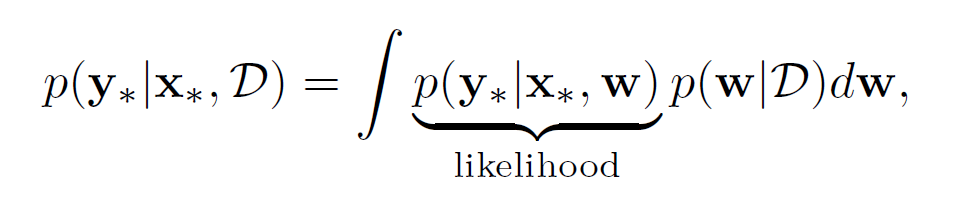 p(y∗|x∗, 𝒟) = ∫ p(y∗|x∗, w) p(w|𝒟)dw,
likelihood